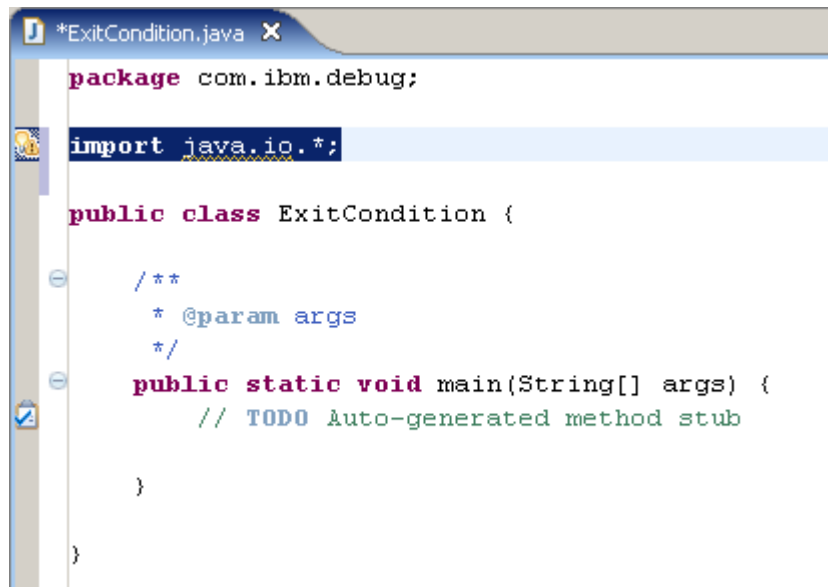 *ExitCondition.java
package com.ibm.debug;
import java.io.*;
public class ExitCondition {
/**
* @param args
*/
public static void main(String[] args) {
// TODO Auto-generated method stub
}
}